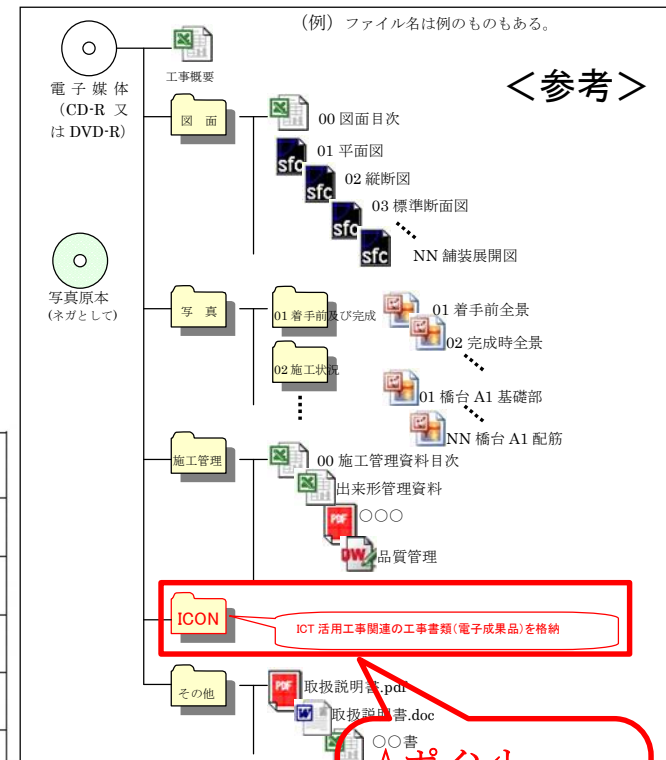 (例) ファイル名は例のものもある。
<参考>
工事概要
電子媒体
(CD-R 又
は DVD-R)
図 面
00 図面目次
sfc
01 平面図
sfc
02 縦断図
sfc
03 標準断面図
sfc
NN 舗装展開図
写真原本
(ネガとして)
写 真
01 着手前及び完成
01 着手前全景
02 完成時全景
02 施工状況
01 橋台 A1 基礎部
NN 橋台 A1 配筋
施工管理
00 施工管理資料目次
出来形管理資料
PDF
○○○
DW
品質管理
ICON
ICT 活用工事関連の工事書類(電子成果品)を格納
その他
PDF
取扱説明書.pdf
W
取扱説明書.doc
○○書